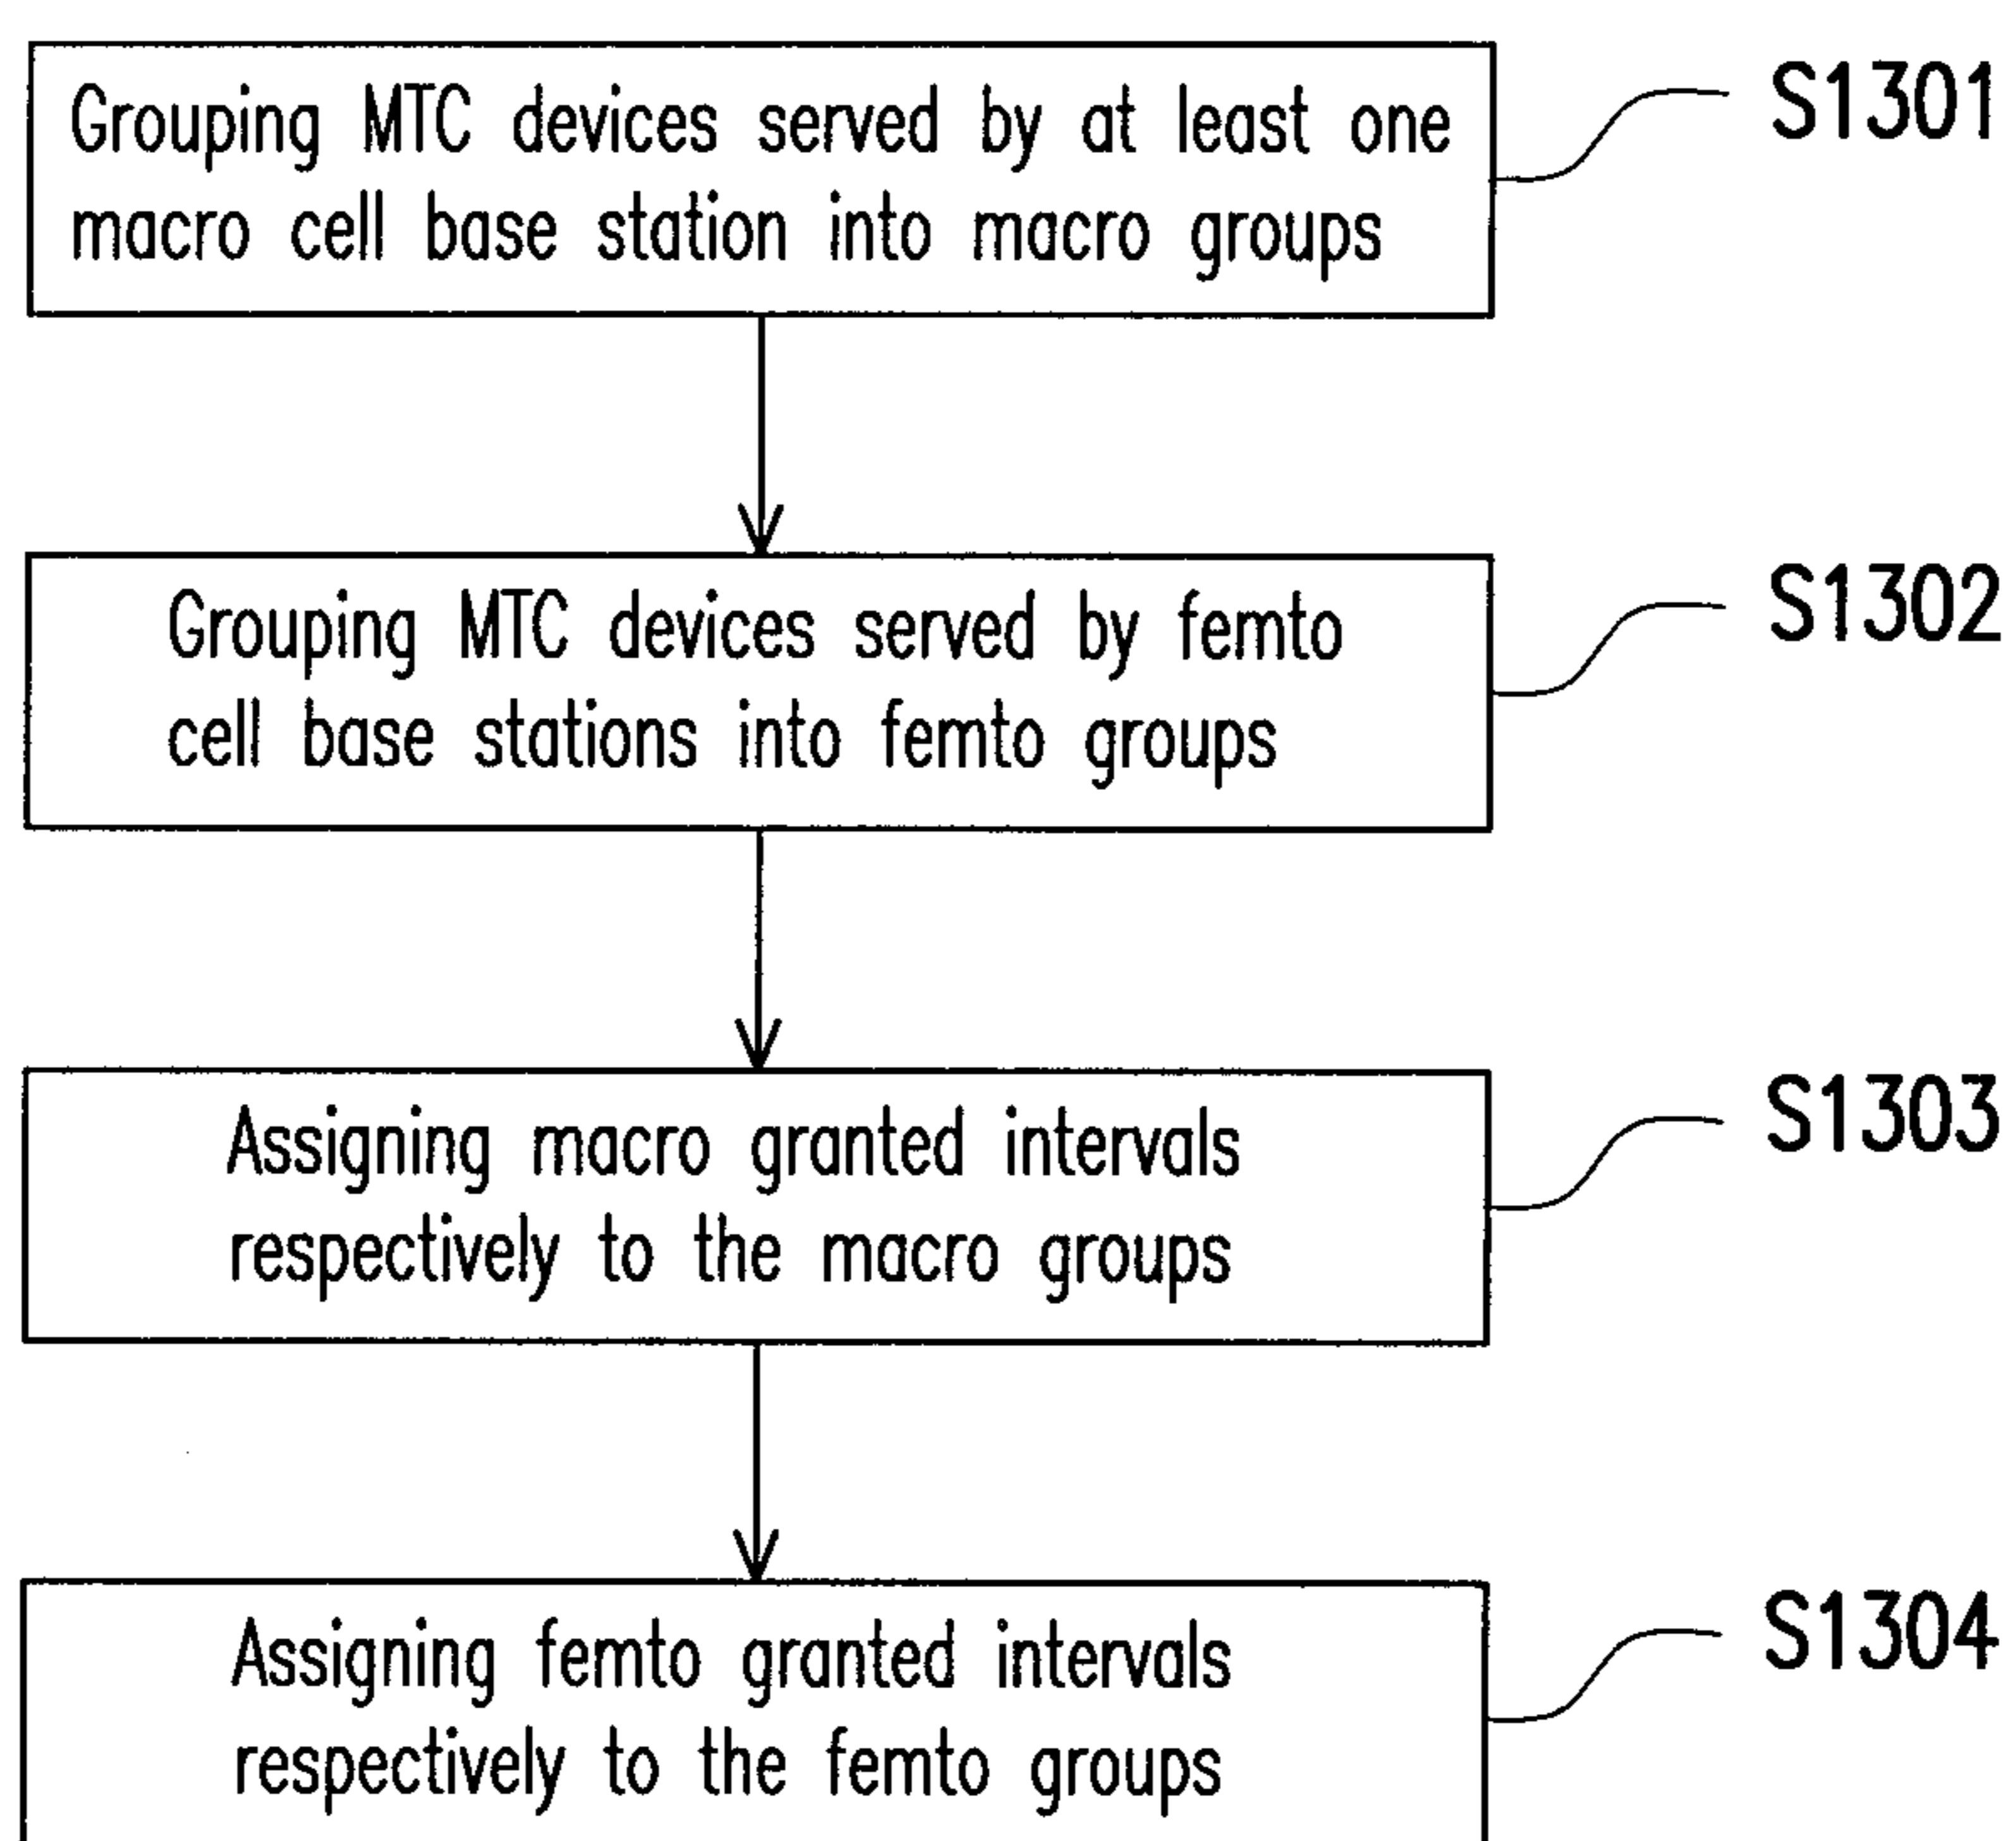 Grouping MTC devices served by at least one
macro cell base station into macro groups
S1301
Grouping MTC devices served by femto
cell base stations into femto groups
S1302
Assigning macro granted intervals
respectively to the macro groups
S1303
Assigning femto granted intervals
respectively to the femto groups
S1304